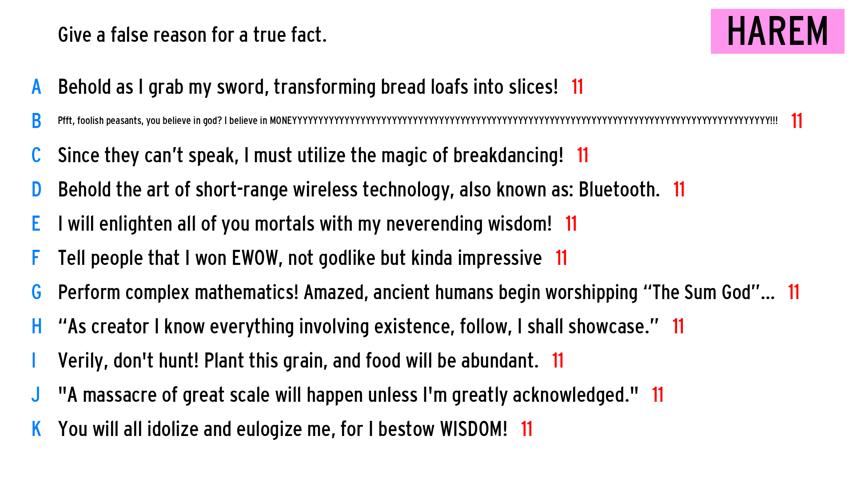 Give a false reason for a true fact.
HAREM
A Behold as I grab my sword, transforming bread loafs into slices! 11
B Pfft, foolish peasants, you believe in god? I believe in MONEYYYYYYYYYYYYYYYYYYYYYYYYYYYYYYYYYYYYYYYYYYYYYYYYYYYYYYYYYYYYYYYYYYYYYYYYYYYYYYYYYYYYYYYYYYYYYYY!!! 11
C Since they can’t speak, I must utilize the magic of breakdancing! 11
D Behold the art of short-range wireless technology, also known as: Bluetooth. 11
E I will enlighten all of you mortals with my neverending wisdom! 11
F Tell people that I won EWOW, not godlike but kinda impressive 11
G Perform complex mathematics! Amazed, ancient humans begin worshipping “The Sum God”... 11
H “As creator I know everything involving existence, follow, I shall showcase.” 11
I Verily, don't hunt! Plant this grain, and food will be abundant. 11
J "A massacre of great scale will happen unless I'm greatly acknowledged." 11
K You will all idolize and eulogize me, for I bestow WISDOM! 11